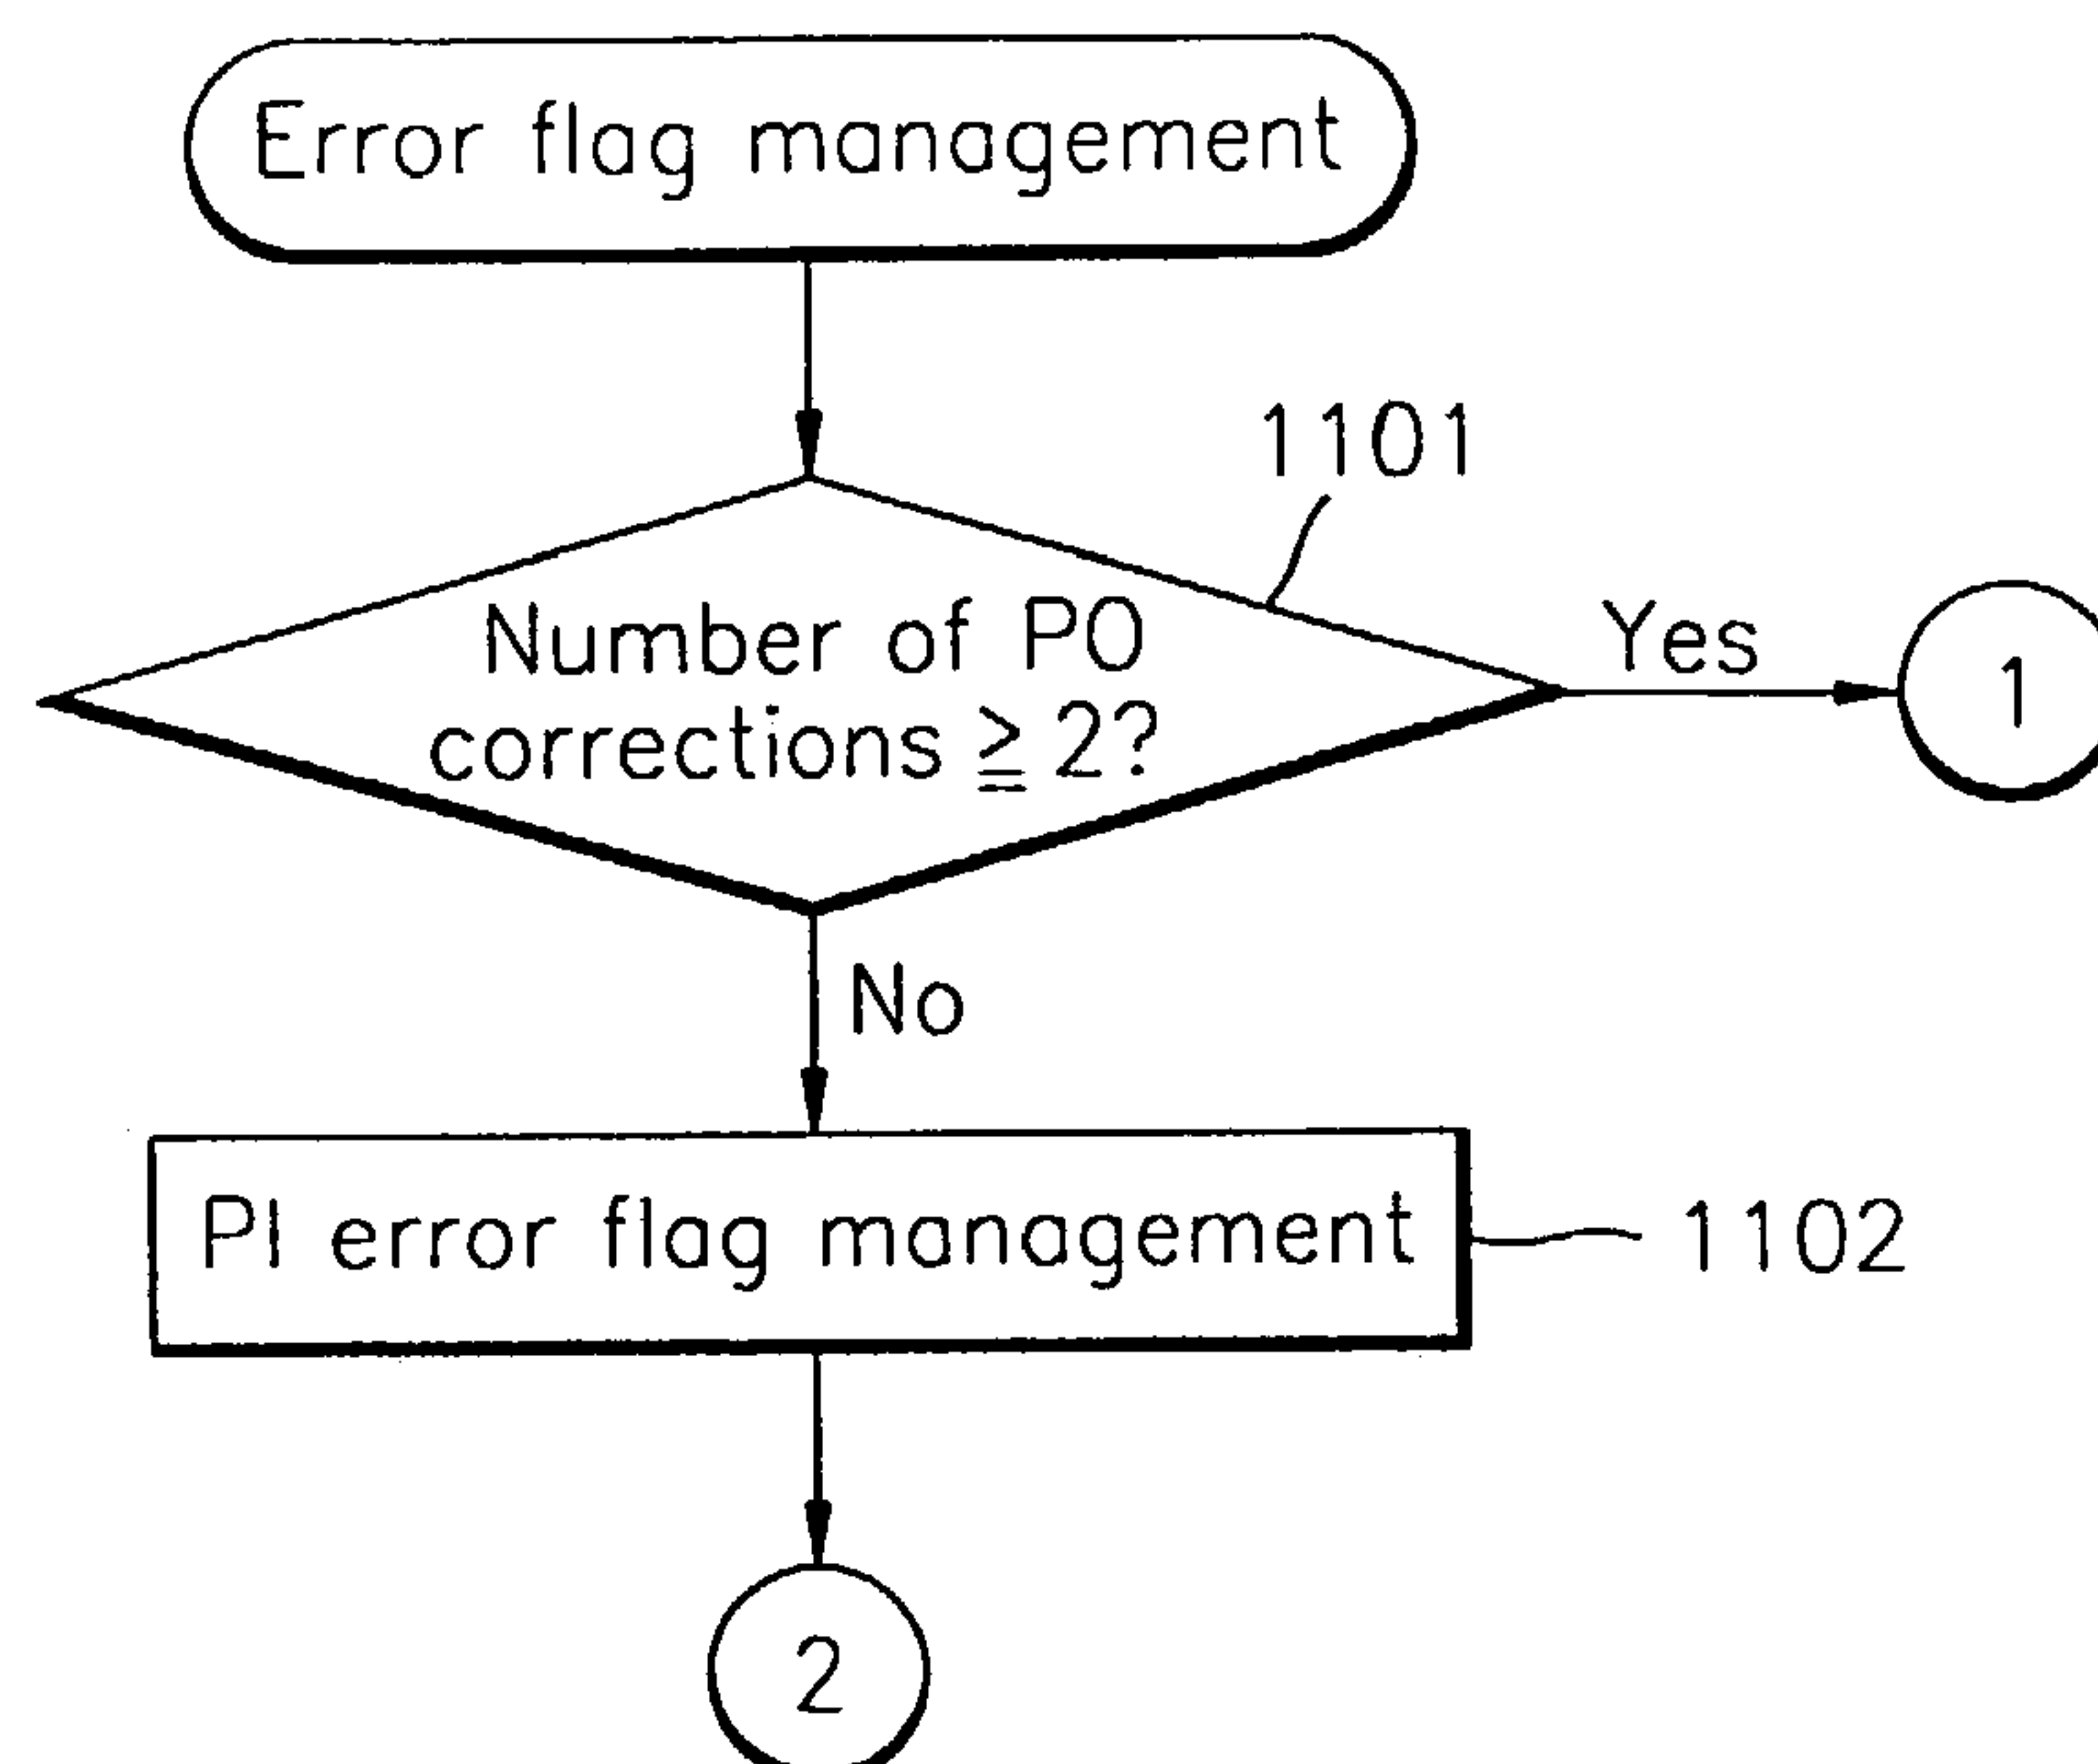 Error flag management
1101
Number of PO
corrections ≧ 2?
Yes
1
No
PI error flag management
1102
2